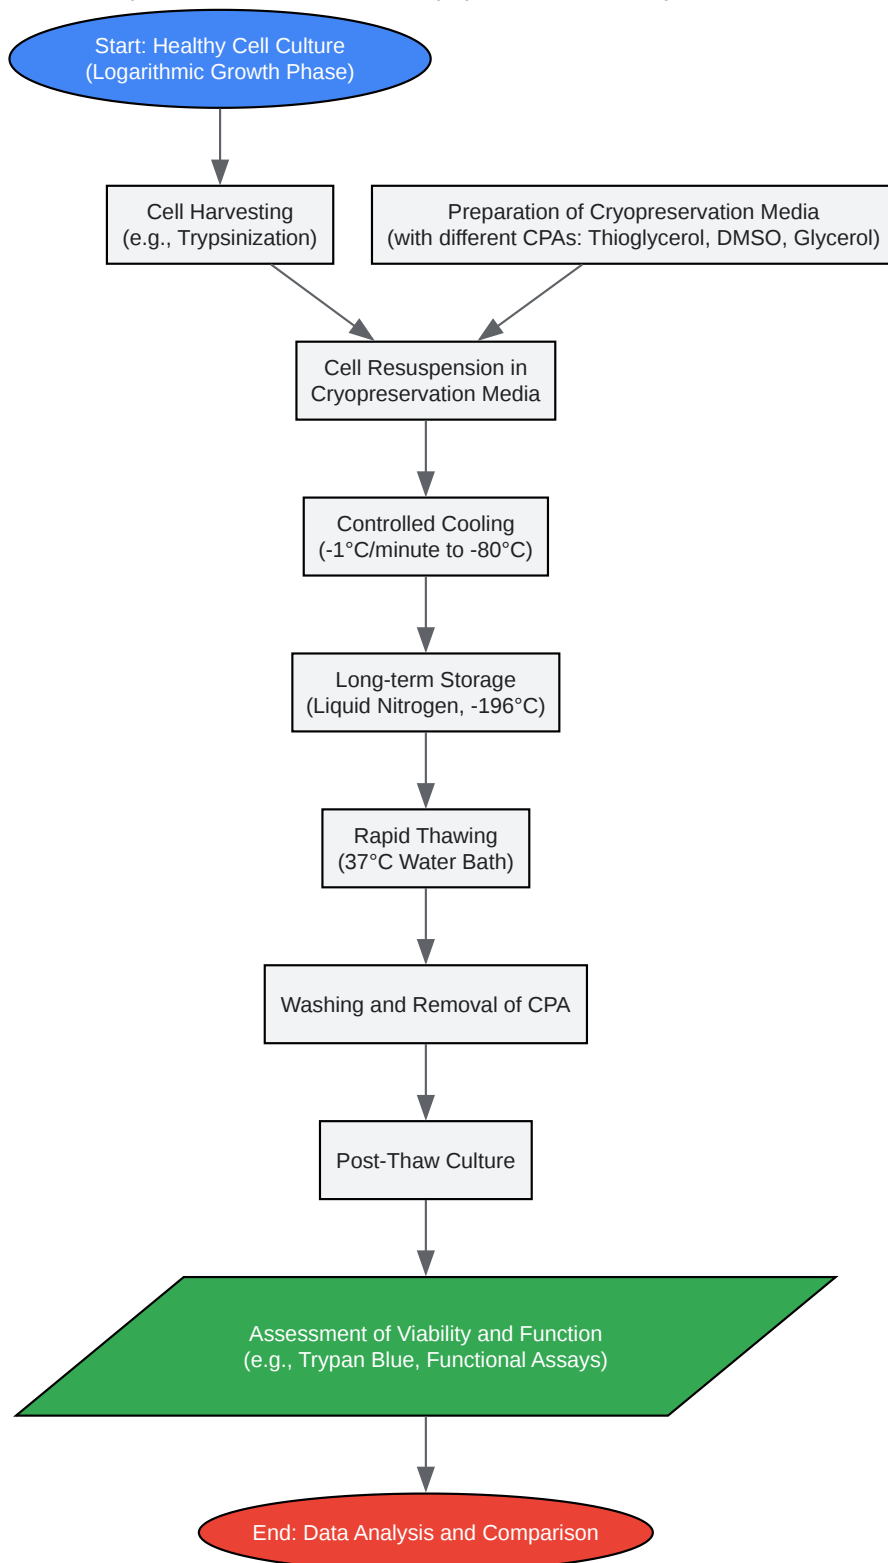 Start: Healthy Cell Culture
(Logarithmic Growth Phase)
Cell Harvesting
(e.g., Trypsinization)
Preparation of Cryopreservation Media
(with different CPAs: Thioglycerol, DMSO, Glycerol)
Cell Resuspension in
Cryopreservation Media
Controlled Cooling
(-1°C/minute to -80°C)
Long-term Storage
(Liquid Nitrogen, -196°C)
Rapid Thawing
(37°C Water Bath)
Washing and Removal of CPA
Post-Thaw Culture
Assessment of Viability and Function
(e.g., Trypan Blue, Functional Assays)
End: Data Analysis and Comparison